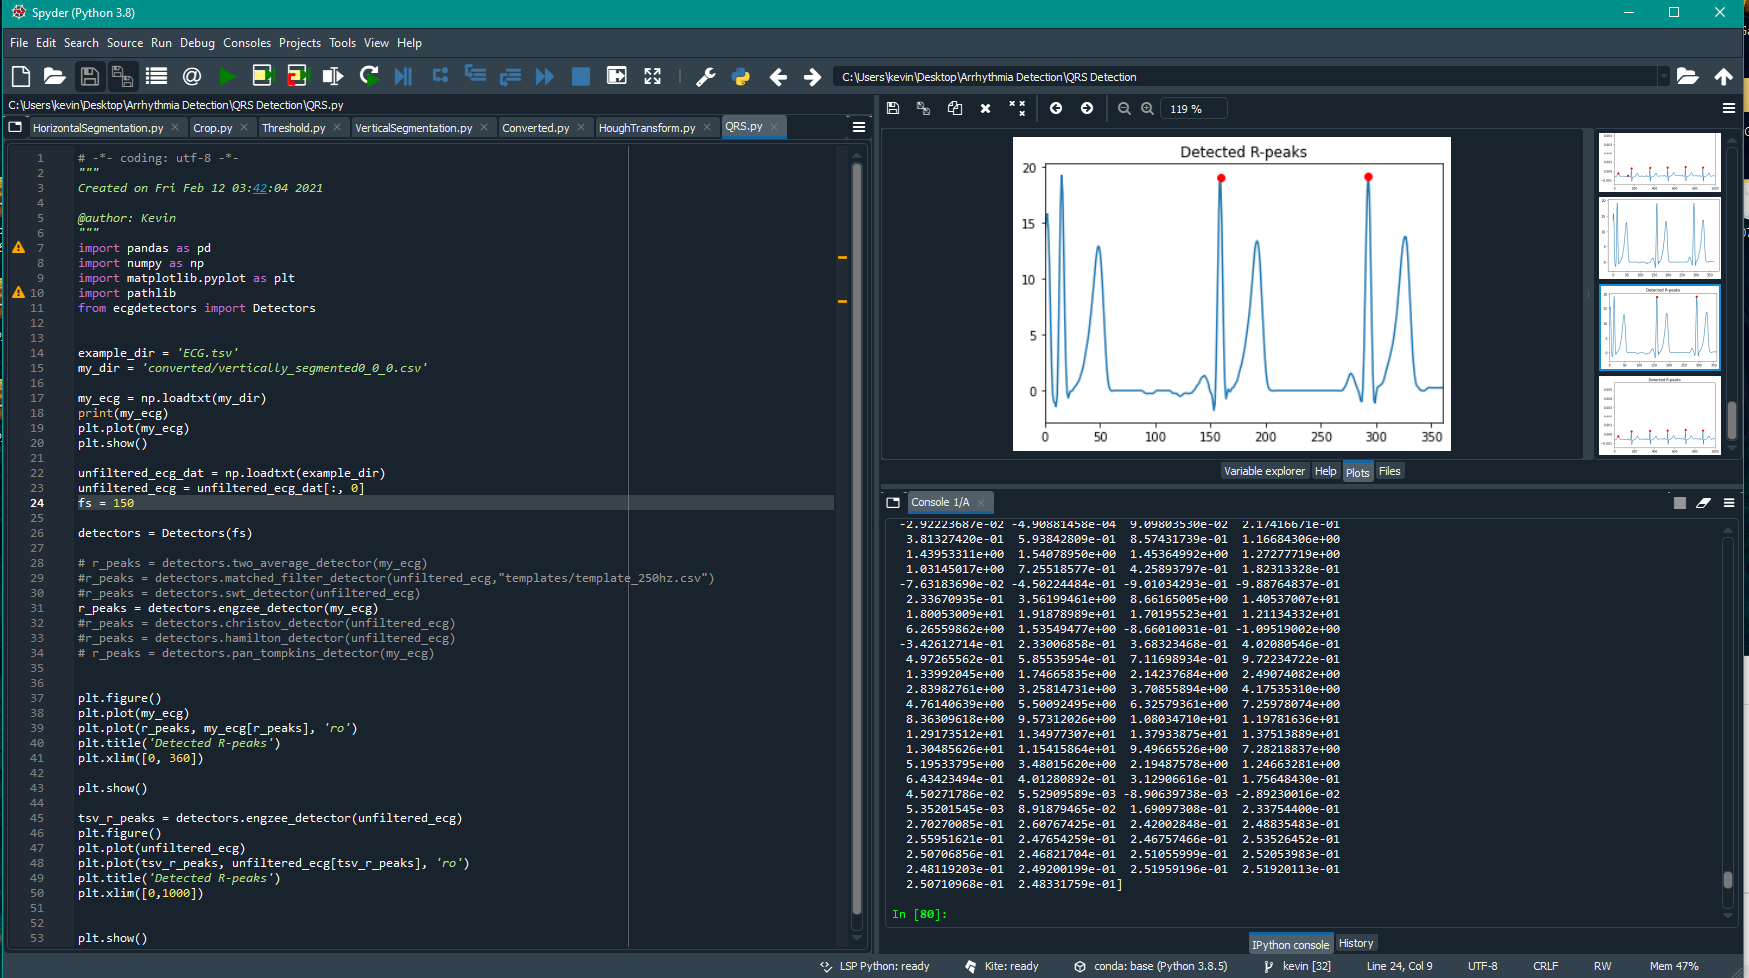 Spyder (Python 3.8)
File Edit Search Source Run Debug Consoles Projects Tools View Help
C:\Users\kevin\Desktop\Arrhythmia Detection\QRS Detection
C:\Users\kevin\Desktop\Arrhythmia Detection\QRS Detection\QRS.py
HorizontalSegmentation.py Crop.py Threshold.py VerticalSegmentation.py Converted.py HoughTransform.py QRS.py
1 # -*- coding: utf-8 -*-
2 """
3 Created on Fri Feb 12 03:42:04 2021
4
5 @author: Kevin
6 """
7 import pandas as pd
8 import numpy as np
9 import matplotlib.pyplot as plt
10 import pathlib
11 from ecgdetectors import Detectors
12
13
14 example_dir = 'ECG.tsv'
15 my_dir = 'converted/vertically_segmented0_0_0.csv'
16
17 my_ecg = np.loadtxt(my_dir)
18 print(my_ecg)
19 plt.plot(my_ecg)
20 plt.show()
21
22 unfiltered_ecg_dat = np.loadtxt(example_dir)
23 unfiltered_ecg = unfiltered_ecg_dat[:, 0]
24 fs = 150
25
26 detectors = Detectors(fs)
27
28 # r_peaks = detectors.two_average_detector(my_ecg)
29 #r_peaks = detectors.matched_filter_detector(unfiltered_ecg,"templates/template_250hz.csv")
30 #r_peaks = detectors.swt_detector(unfiltered_ecg)
31 r_peaks = detectors.engzee_detector(my_ecg)
32 #r_peaks = detectors.christov_detector(unfiltered_ecg)
33 #r_peaks = detectors.hamilton_detector(unfiltered_ecg)
34 # r_peaks = detectors.pan_tompkins_detector(my_ecg)
35
36
37 plt.figure()
38 plt.plot(my_ecg)
39 plt.plot(r_peaks, my_ecg[r_peaks], 'ro')
40 plt.title('Detected R-peaks')
41 plt.xlim([0, 360])
42
43 plt.show()
44
45 tsv_r_peaks = detectors.engzee_detector(unfiltered_ecg)
46 plt.figure()
47 plt.plot(unfiltered_ecg)
48 plt.plot(tsv_r_peaks, unfiltered_ecg[tsv_r_peaks], 'ro')
49 plt.title('Detected R-peaks')
50 plt.xlim([0,1000])
51
52
53 plt.show()
119 %
Detected R-peaks
20
15
10
5
0
0 50 100 150 200 250 300 350
Detected R-peaks
Detected R-peaks
Variable explorer Help Plots Files
Console 1/A
-2.92223687e-02 -4.90881458e-04 9.09803530e-02 2.17416671e-01
3.81327420e-01 5.93842809e-01 8.57431739e-01 1.16684306e+00
1.43953311e+00 1.54078950e+00 1.45364992e+00 1.27277719e+00
1.03145017e+00 7.25518577e-01 4.25893797e-01 1.82313328e-01
-7.63183690e-02 -4.50224484e-01 -9.01034293e-01 -9.88764837e-01
2.33670935e-01 3.56199461e+00 8.66165005e+00 1.40537007e+01
1.80053009e+01 1.91878989e+01 1.70195523e+01 1.21134332e+01
6.26559862e+00 1.53549477e+00 -8.66010031e-01 -1.09519002e+00
-3.42612714e-01 2.33006858e-01 3.68323468e-01 4.02080546e-01
4.97265562e-01 5.85535954e-01 7.11698934e-01 9.72234722e-01
1.33992045e+00 1.74665835e+00 2.14237684e+00 2.49074082e+00
2.83982761e+00 3.25814731e+00 3.70855894e+00 4.17535310e+00
4.76140639e+00 5.50092495e+00 6.32579361e+00 7.25978074e+00
8.36309618e+00 9.57312026e+00 1.08034710e+01 1.19781636e+01
1.29173512e+01 1.34977307e+01 1.37933875e+01 1.37513889e+01
1.30485626e+01 1.15415864e+01 9.49665526e+00 7.28218837e+00
5.19533795e+00 3.48015620e+00 2.19487578e+00 1.24663281e+00
6.43423494e-01 4.01280892e-01 3.12906616e-01 1.75648430e-01
4.50271786e-02 5.52909589e-03 -8.90639738e-03 -2.89230016e-02
5.35201545e-03 8.91879465e-02 1.69097308e-01 2.33754400e-01
2.70270085e-01 2.60767425e-01 2.42002848e-01 2.48835483e-01
2.55951621e-01 2.47654259e-01 2.46757466e-01 2.53526452e-01
2.50706856e-01 2.46821704e-01 2.51055999e-01 2.52053983e-01
2.48119203e-01 2.49200199e-01 2.51959196e-01 2.51920113e-01
2.50710968e-01 2.48331759e-01]
In [80]:
IPython console History
LSP Python: ready Kite: ready conda: base (Python 3.8.5) kevin [32] Line 24, Col 9 UTF-8 CRLF RW Mem 47%